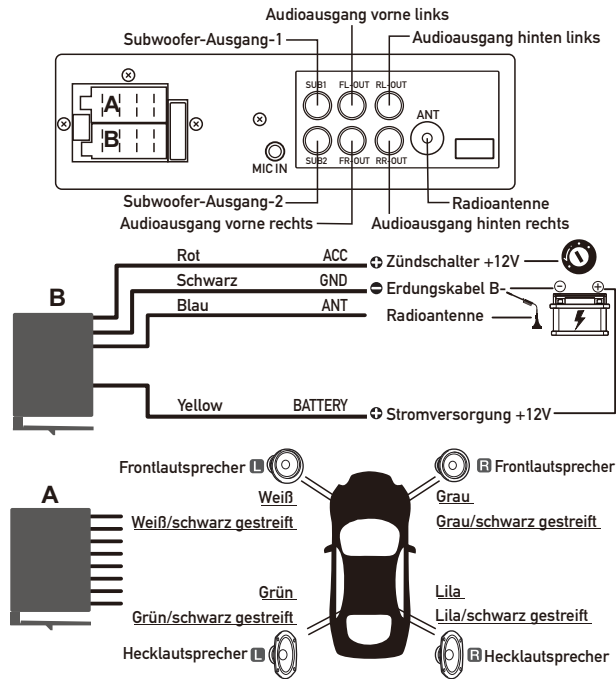 Audioausgang vorne links
Subwoofer-Ausgang-1
Audioausgang hinten links
SUB1 FL-OUT RL-OUT
A
ANT
B
MIC IN
SUB2 FR-OUT RR-OUT
Subwoofer-Ausgang-2
Radioantenne
Audioausgang vorne rechts
Audioausgang hinten rechts
Rot ACC Zündschalter +12V
Schwarz GND Erdungskabel B-
B
Blau ANT Radioantenne
Yellow BATTERY Stromversorgung +12V
Frontlautsprecher L
R Frontlautsprecher
A
Weiß
Grau
Weiß/schwarz gestreift
Grau/schwarz gestreift
Grün
Lila
Grün/schwarz gestreift
Lila/schwarz gestreift
Hecklautsprecher L
R Hecklautsprecher